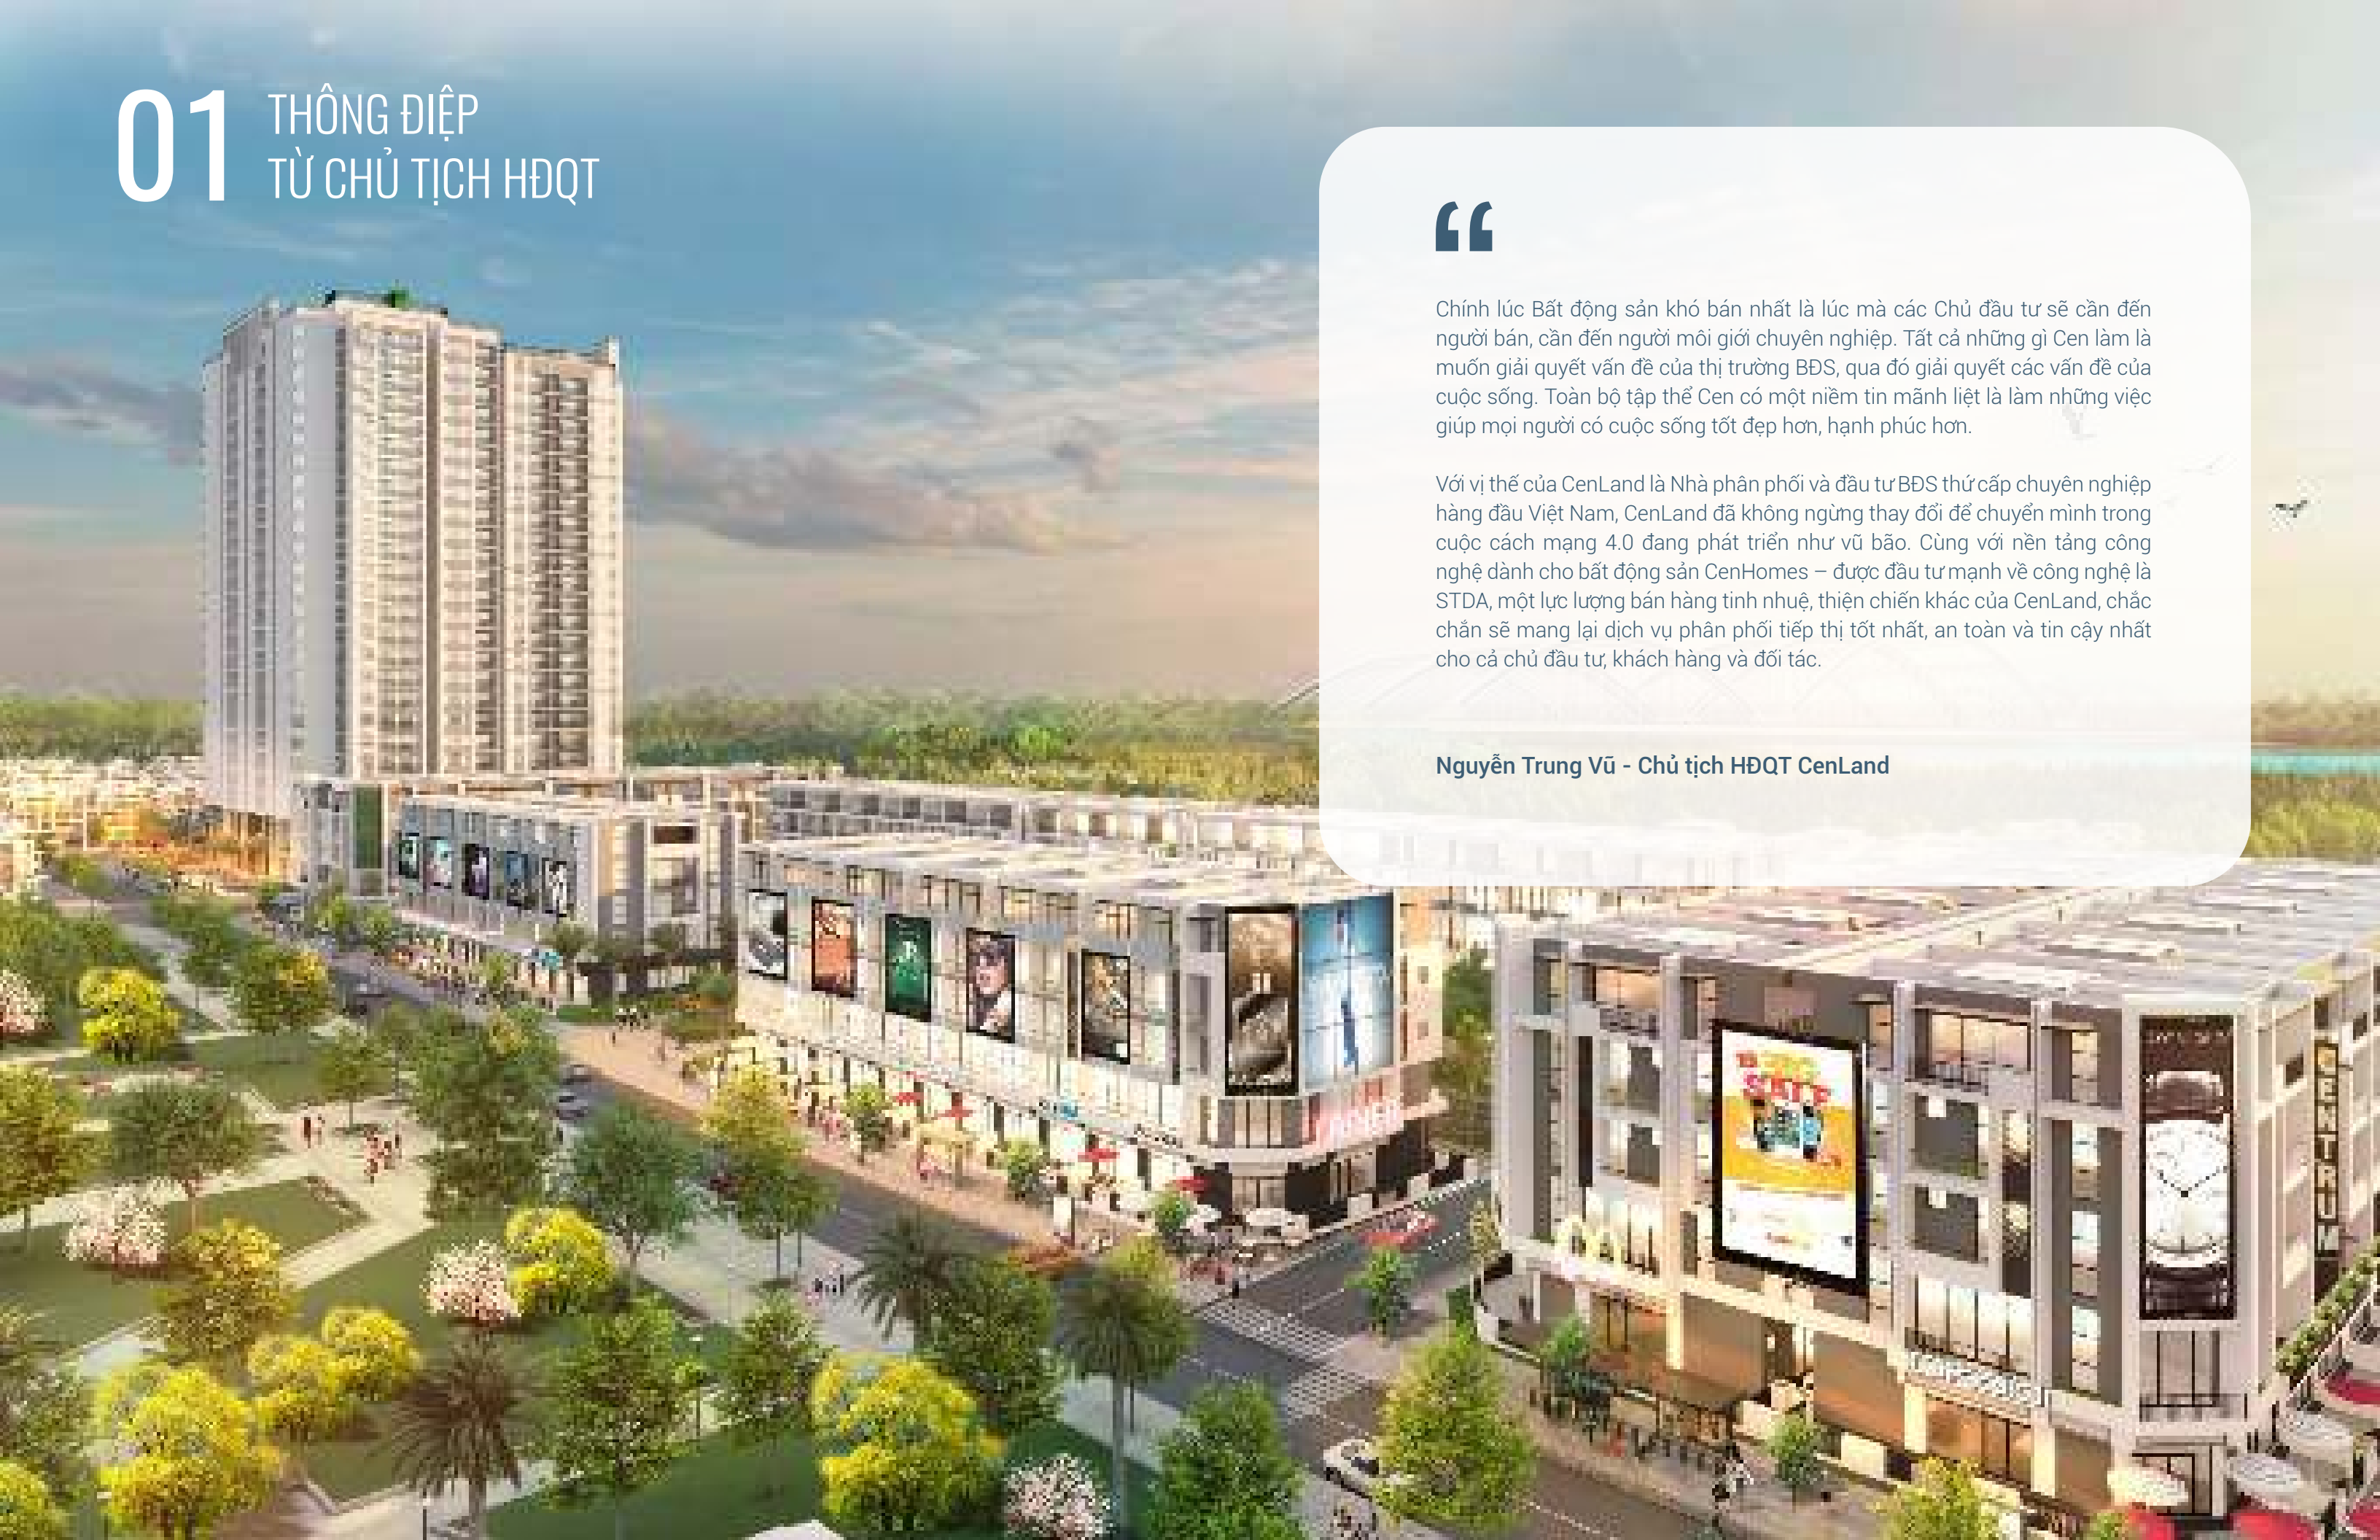 01
THÔNG ĐIỆP
TỪ CHỦ TỊCH HĐQT
“
Chính lúc Bất động sản khó bán nhất là lúc mà các Chủ đầu tư sẽ cần đến
người bán, cần đến người môi giới chuyên nghiệp. Tất cả những gì Cen làm là
muốn giải quyết vấn đề của thị trường BĐS, qua đó giải quyết các vấn đề của
cuộc sống. Toàn bộ tập thể Cen có một niềm tin mãnh liệt là làm những việc
giúp mọi người có cuộc sống tốt đẹp hơn, hạnh phúc hơn.
Với vị thế của CenLand là Nhà phân phối và đầu tư BĐS thứ cấp chuyên nghiệp
hàng đầu Việt Nam, CenLand đã không ngừng thay đổi để chuyển mình trong
cuộc cách mạng 4.0 đang phát triển như vũ bão. Cùng với nền tảng công
nghệ dành cho bất động sản CenHomes – được đầu tư mạnh về công nghệ là
STDA, một lực lượng bán hàng tinh nhuệ, thiện chiến khác của CenLand, chắc
chắn sẽ mang lại dịch vụ phân phối tiếp thị tốt nhất, an toàn và tin cậy nhất
cho cả chủ đầu tư, khách hàng và đối tác.
Nguyễn Trung Vũ - Chủ tịch HĐQT CenLand